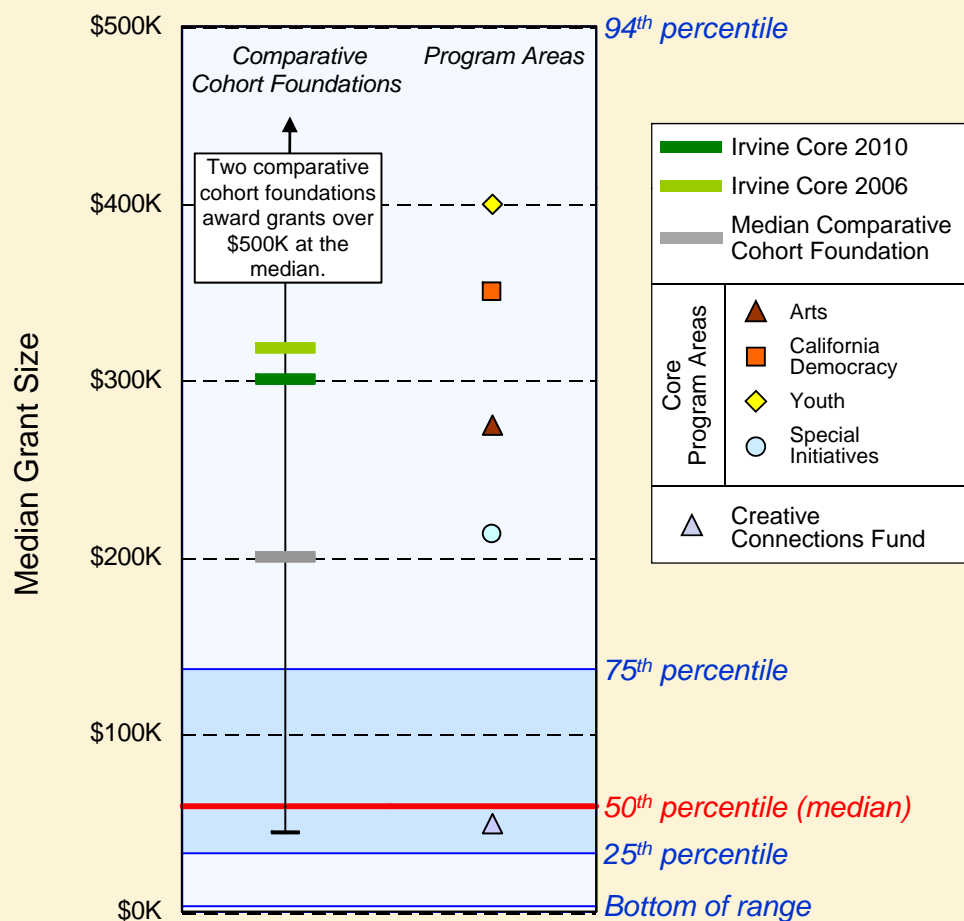 Median Grant Size
$500K
$400K
$300K
$200K
$100K
$0K
Comparative
Cohort Foundations
Program Areas
Two comparative
cohort foundations
award grants over
$500K at the
median.
94th percentile
75th percentile
50th percentile (median)
25th percentile
Bottom of range
Irvine Core 2010
Irvine Core 2006
Median Comparative
Cohort Foundation
Core
Program Areas
Arts
California
Democracy
Youth
Special
Initiatives
Creative
Connections Fund